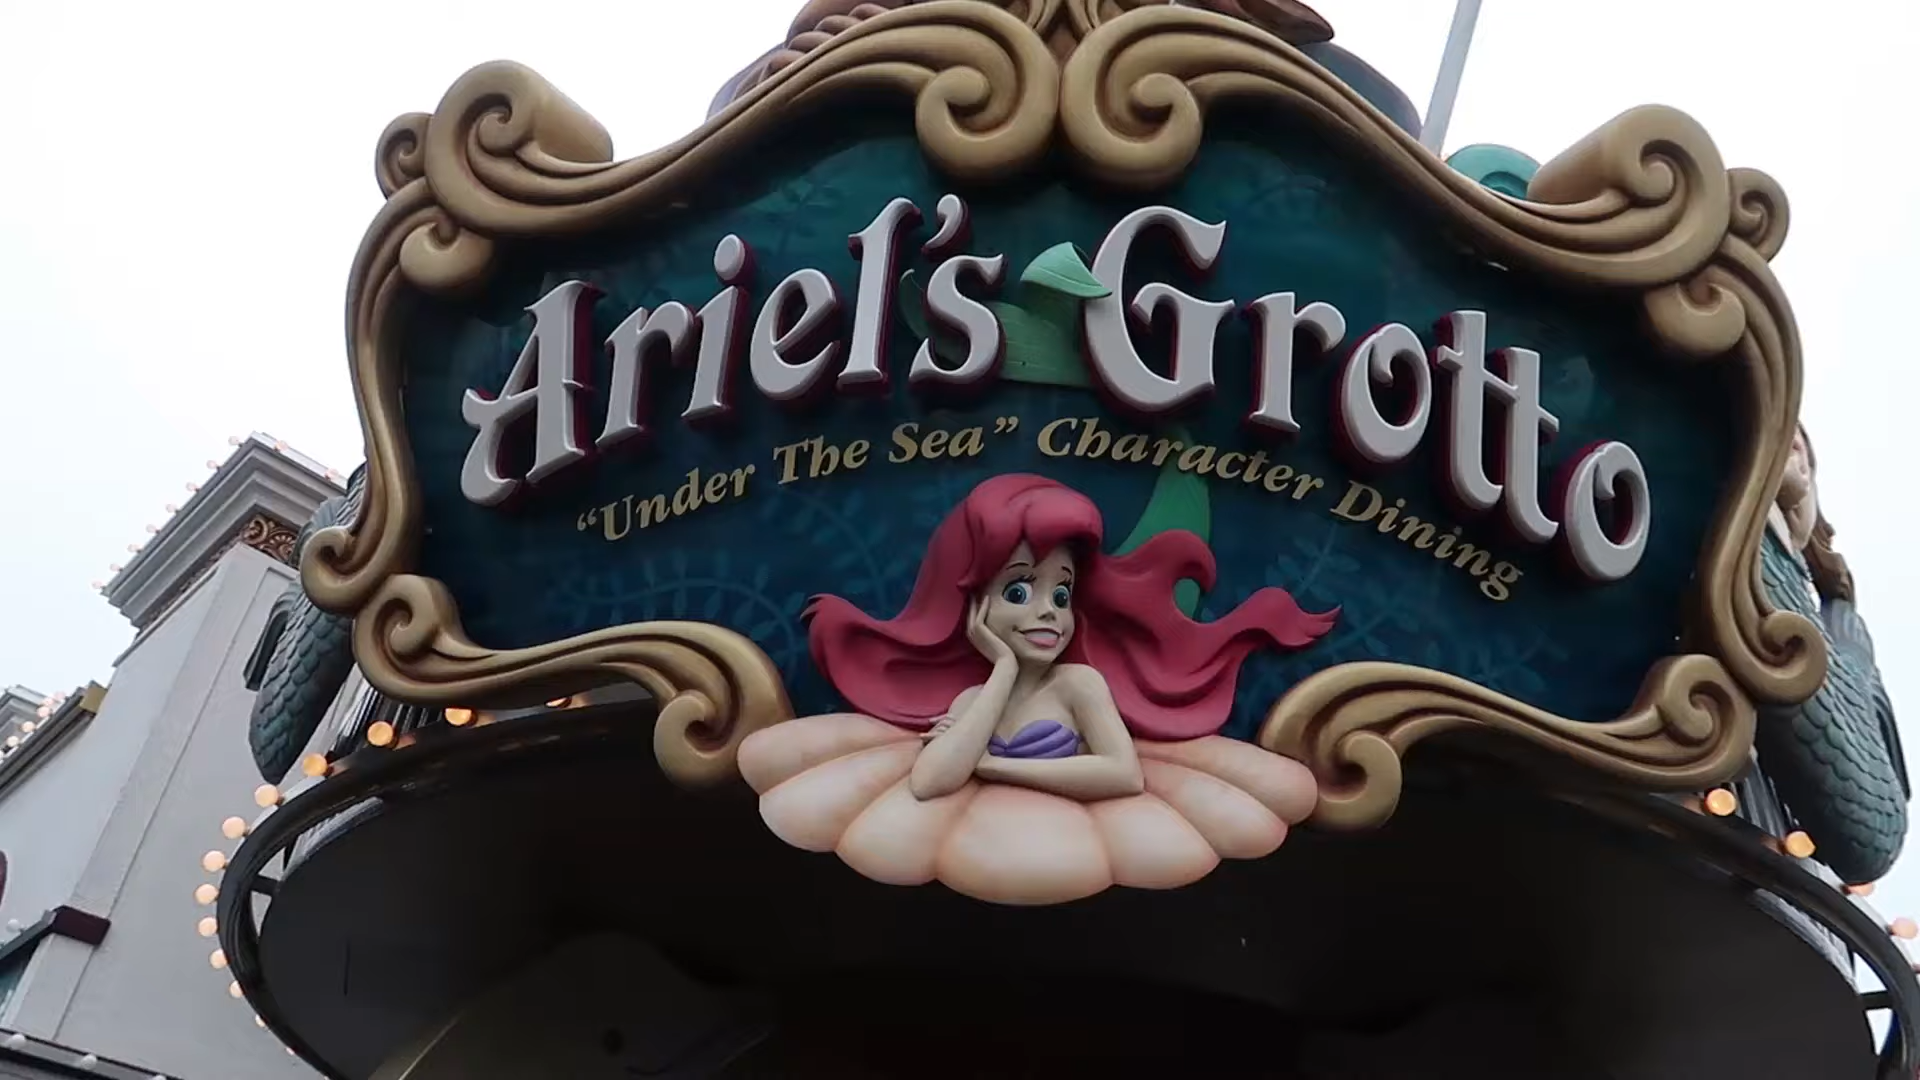 Ariel's Grotto
“Under The Sea” Character Dining